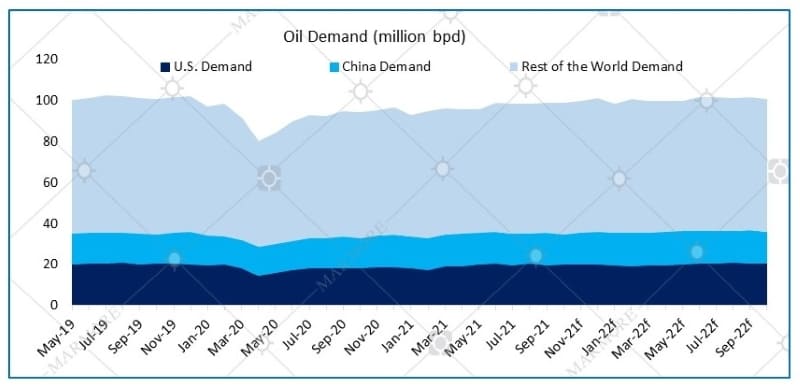 Oil Demand (million bpd)
120
U.S. Demand China Demand Rest of the World Demand
100
80
60
40
20
0
May-19 Jul-19 Sep-19 Nov-19 Jan-20 Mar-20 May-20 Jul-20 Sep-20 Nov-20 Jan-21 Mar-21 May-21 Jul-21 Sep-21 Nov-21f Jan-22f Mar-22f May-22f Jul-22f Sep-22f
MARMORE
MARMORE
MARMORE